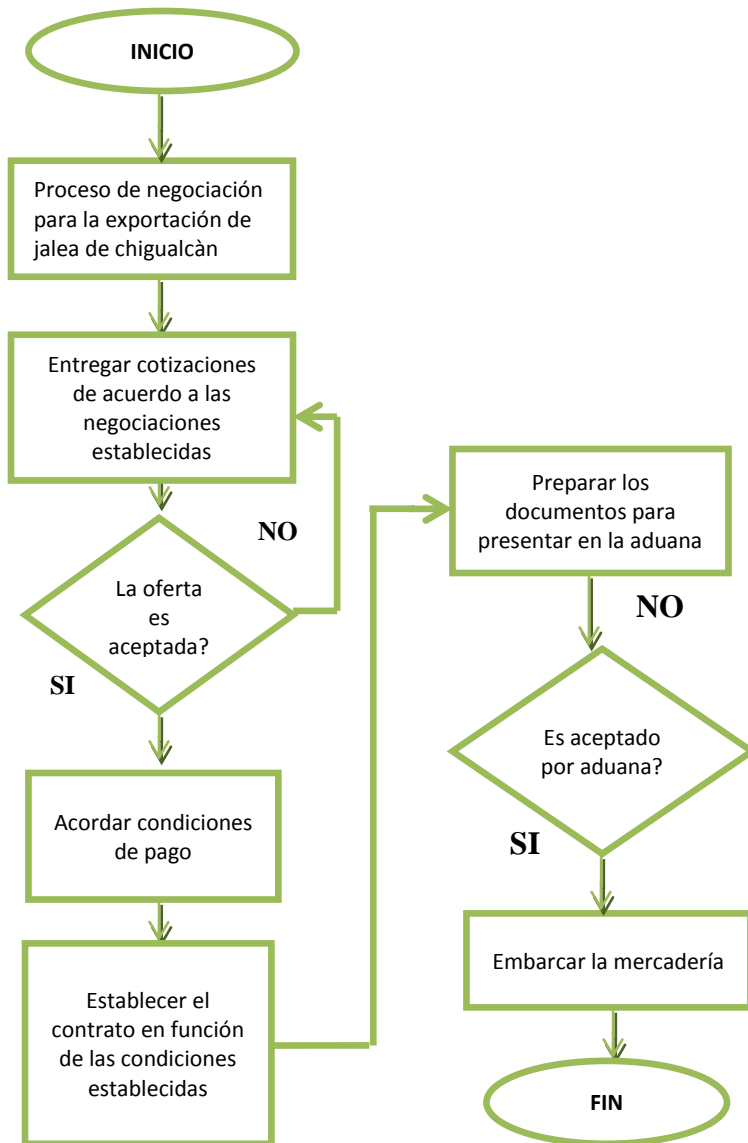 INICIO
Proceso de negociación
para la exportación de
jalea de chigualcàn
Entregar cotizaciones
de acuerdo a las
negociaciones
establecidas
NO
La oferta
es
aceptada?
SI
Acordar condiciones
de pago
Establecer el
contrato en función
de las condiciones
establecidas
Preparar los
documentos para
presentar en la aduana
NO
Es aceptado
por aduana?
SI
Embarcar la mercadería
FIN